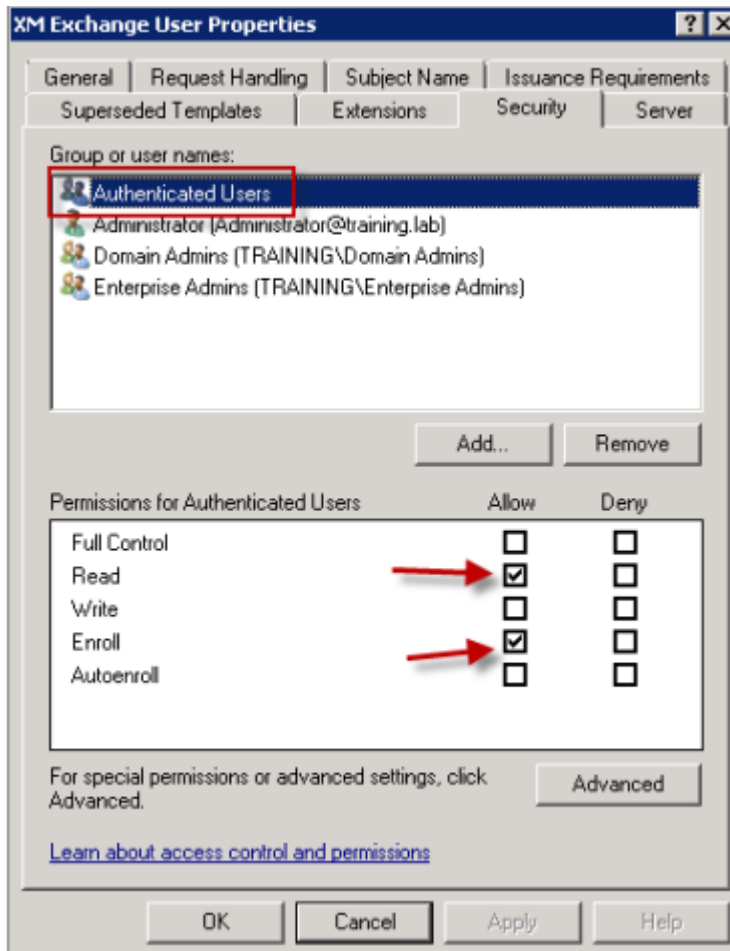 XM Exchange User Properties
General Request Handling Subject Name Issuance Requirements
Superseded Templates Extensions Security Server
Group or user names:
Authenticated Users
Administrator (Administrator@training.lab)
Domain Admins (TRAINING\Domain Admins)
Enterprise Admins (TRAINING\Enterprise Admins)
Add... Remove
Permissions for Authenticated Users Allow Deny
Full Control
Read
Write
Enroll
Autoenroll
For special permissions or advanced settings, click
Advanced.
Advanced
Learn about access control and permissions
OK Cancel Apply Help